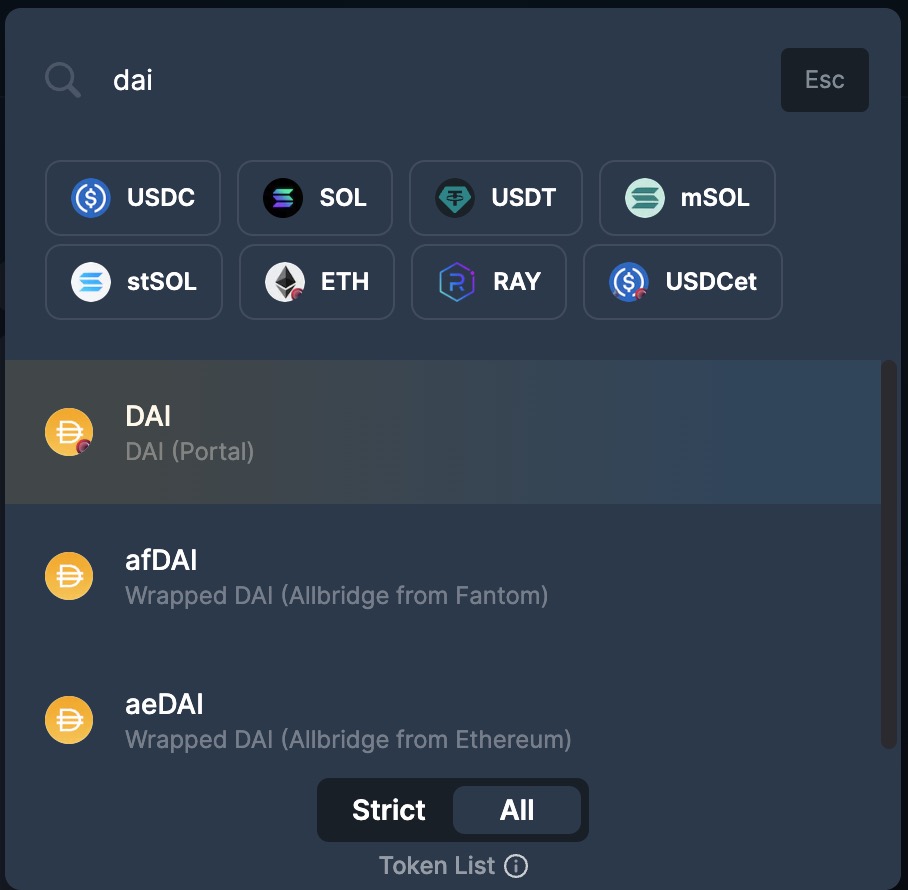 dai
Esc
USDC SOL USDT mSOL
stSOL ETH RAY USDCet
DAI
DAI (Portal)
afDAI
Wrapped DAI (Allbridge from Fantom)
aeDAI
Wrapped DAI (Allbridge from Ethereum)
Strict All
Token List